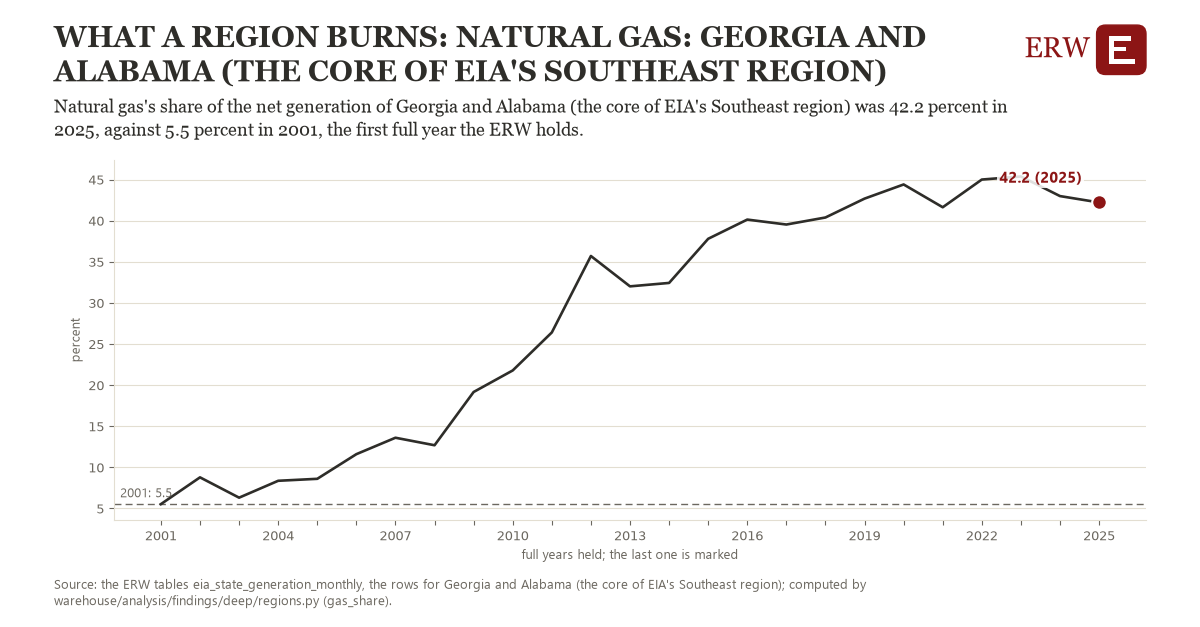 WHAT A REGION BURNS: NATURAL GAS: GEORGIA AND
ALABAMA (THE CORE OF EIA'S SOUTHEAST REGION)
ERW E
Natural gas's share of the net generation of Georgia and Alabama (the core of EIA's Southeast region) was 42.2 percent in
2025, against 5.5 percent in 2001, the first full year the ERW holds.
45
40
35
30
25
20
15
10
5
percent
42.2 (2025)
2001: 5.5
2001 2004 2007 2010 2013 2016 2019 2022 2025
full years held; the last one is marked
Source: the ERW tables eia_state_generation_monthly, the rows for Georgia and Alabama (the core of EIA's Southeast region); computed by
warehouse/analysis/findings/deep/regions.py (gas_share).